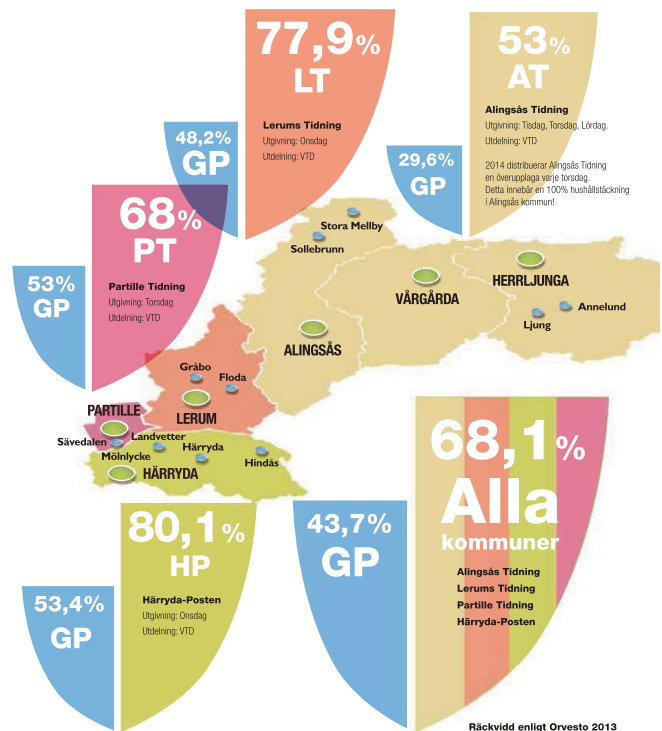 77,9%
LT
Lerums Tidning
Utgivning: Onsdag
Utdelning: VTD
48,2%
GP
53%
AT
Alingsås Tidning
Utgivning: Tisdag, Torsdag, Lördag.
Utdelning: VTD
2014 distribuerar Alingsås Tidning
en överupplaga varje torsdag.
Detta innebär en 100% hushållstäckning
i Alingsås kommun!
29,6%
GP
68%
PT
Partille Tidning
Utgivning: Torsdag
Utdelning: VTD
53%
GP
Stora Mellby
Sollebrunn
HERRLJUNGA
VÅRGÅRDA
Annelund
Ljung
ALINGSÅS
Gråbo
Floda
LERUM
PARTILLE
Sävedalen
Landvetter
Mölnlycke
Härryda
Hindås
HÄRRYDA
80,1%
HP
Härryda-Posten
Utgivning: Onsdag
Utdelning: VTD
53,4%
GP
68,1%
Alla
kommuner
Alingsås Tidning
Lerums Tidning
Partille Tidning
Härryda-Posten
43,7%
GP
Räckvidd enligt Orvesto 2013